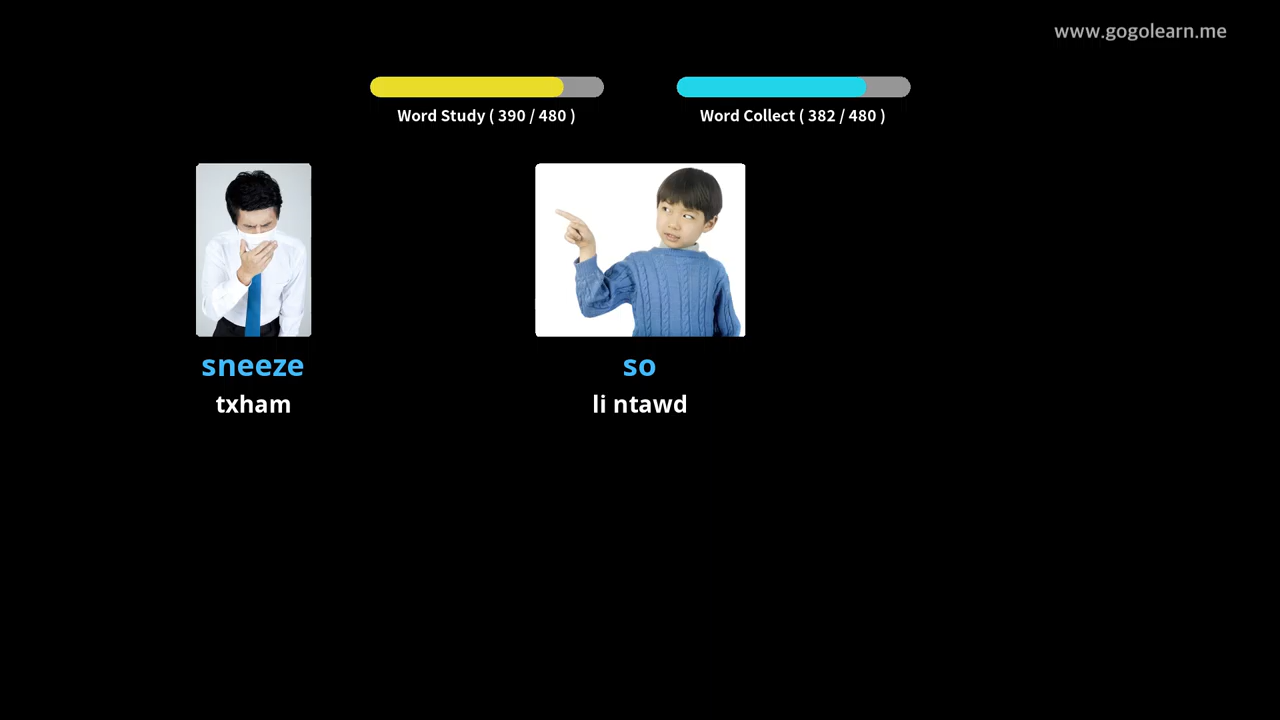 www.gogolearn.me
Word Study ( 390 / 480 )
Word Collect ( 382 / 480 )
sneeze
txham
so
li ntawd